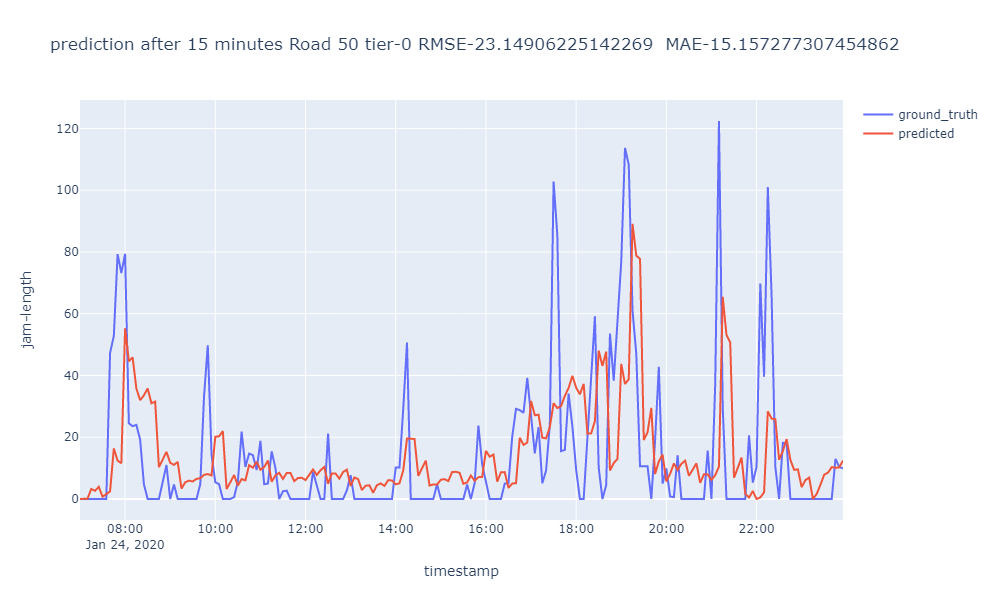 prediction after 15 minutes Road 50 tier-0 RMSE-23.14906225142269  MAE-15.157277307454862
ground_truth
predicted
120
100
80
60
40
20
0
jam-length
08:00
10:00
12:00
14:00
16:00
18:00
20:00
22:00
Jan 24, 2020
timestamp